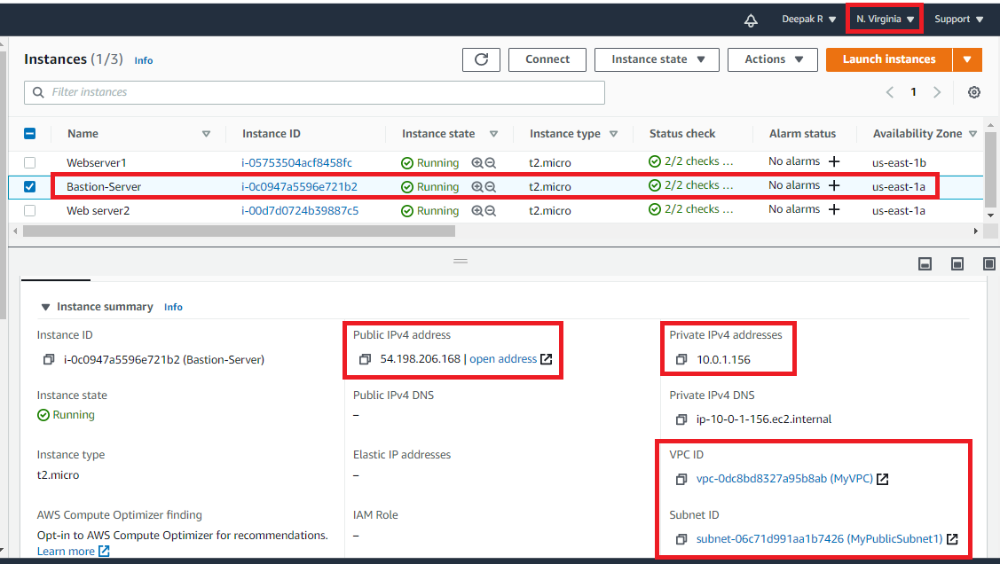 Deepak R N. Virginia Support
Instances (1/3) Info Connect Instance state Actions Launch instances
Filter instances 1
Name Instance ID Instance state Instance type Status check Alarm status Availability Zone
Webserver1 i-05753504acf8458fc Running t2.micro 2/2 checks ... No alarms + us-east-1b
Bastion-Server i-0c0947a5596e721b2 Running t2.micro 2/2 checks ... No alarms + us-east-1a
Web server2 i-00d7d0724b39887c5 Running t2.micro 2/2 checks ... No alarms + us-east-1a
Instance summary Info
Instance ID Public IPv4 address Private IPv4 addresses
i-0c0947a5596e721b2 (Bastion-Server) 54.198.206.168 | open address 10.0.1.156
Instance state Public IPv4 DNS Private IPv4 DNS
Running – ip-10-0-1-156.ec2.internal
Instance type Elastic IP addresses VPC ID
t2.micro – vpc-0dc8bd8327a95b8ab (MyVPC)
AWS Compute Optimizer finding IAM Role Subnet ID
Opt-in to AWS Compute Optimizer for recommendations. – subnet-06c71d991aa1b7426 (MyPublicSubnet1)
Learn more